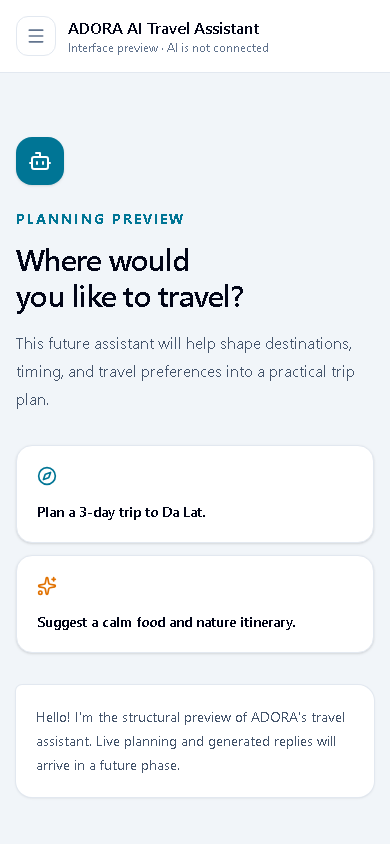 ADORA AI Travel Assistant
Interface preview · AI is not connected
PLANNING PREVIEW
Where would
you like to travel?
This future assistant will help shape destinations,
timing, and travel preferences into a practical trip
plan.
Plan a 3-day trip to Da Lat.
Suggest a calm food and nature itinerary.
Hello! I'm the structural preview of ADORA's travel
assistant. Live planning and generated replies will
arrive in a future phase.